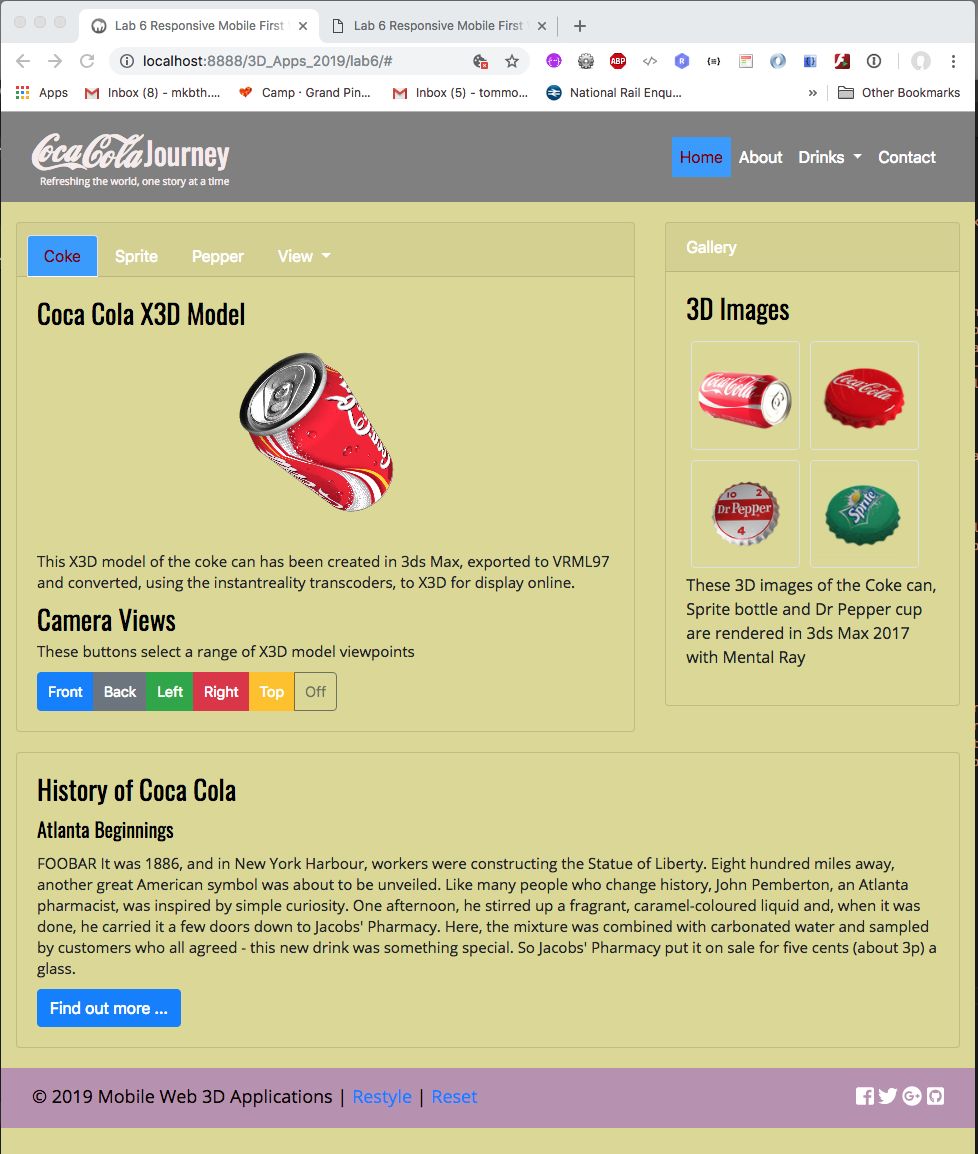 Lab 6 Responsive Mobile First
Lab 6 Responsive Mobile First
localhost:8888/3D_Apps_2019/lab6/#
ABP
Apps
Inbox (8) - mkbth....
Camp · Grand Pin...
Inbox (5) - tommo...
National Rail Enqu...
»
Other Bookmarks
Coca-Cola Journey
Refreshing the world, one story at a time
Home
About
Drinks
Contact
Coke
Sprite
Pepper
View
Coca Cola X3D Model
This X3D model of the coke can has been created in 3ds Max, exported to VRML97
and converted, using the instantreality transcoders, to X3D for display online.
Camera Views
These buttons select a range of X3D model viewpoints
Front
Back
Left
Right
Top
Off
Gallery
3D Images
Coca-Cola
Coca-Cola
10 2
Dr Pepper
4
Sprite
These 3D images of the Coke can,
Sprite bottle and Dr Pepper cup
are rendered in 3ds Max 2017
with Mental Ray
History of Coca Cola
Atlanta Beginnings
FOOBAR It was 1886, and in New York Harbour, workers were constructing the Statue of Liberty. Eight hundred miles away,
another great American symbol was about to be unveiled. Like many people who change history, John Pemberton, an Atlanta
pharmacist, was inspired by simple curiosity. One afternoon, he stirred up a fragrant, caramel-coloured liquid and, when it was
done, he carried it a few doors down to Jacobs' Pharmacy. Here, the mixture was combined with carbonated water and sampled
by customers who all agreed - this new drink was something special. So Jacobs' Pharmacy put it on sale for five cents (about 3p) a
glass.
Find out more ...
© 2019 Mobile Web 3D Applications | Restyle | Reset